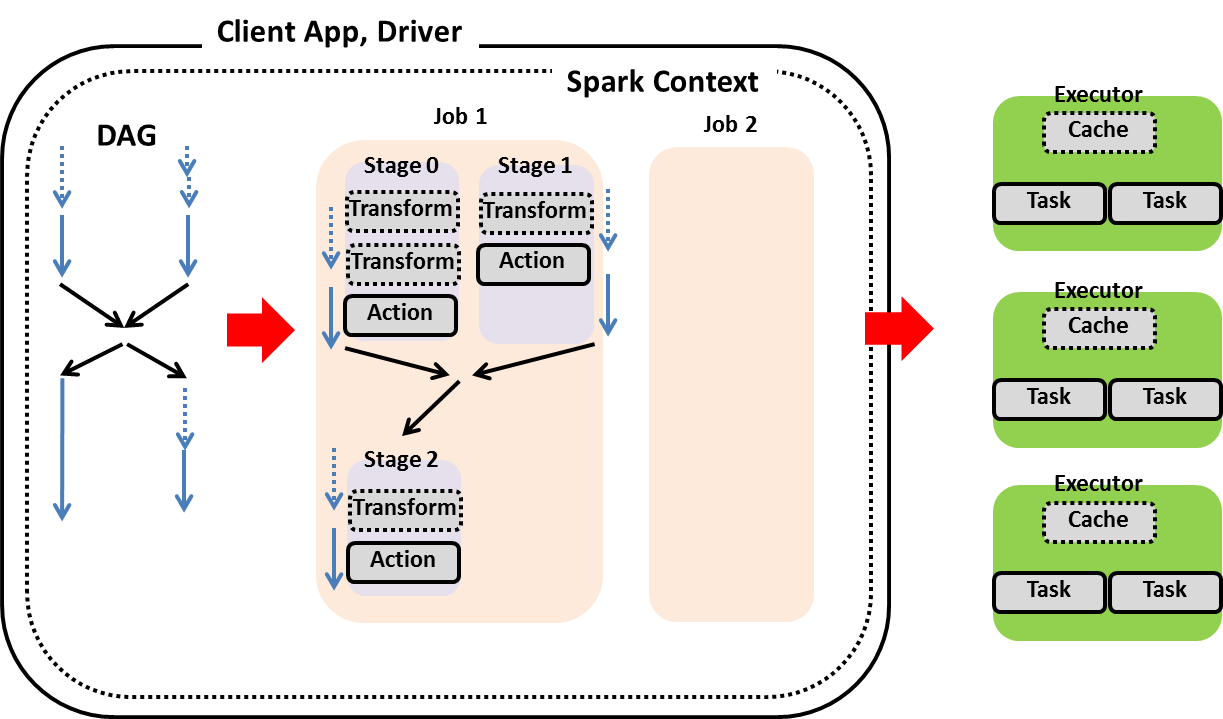 Client App, Driver
Spark Context
DAG
Job 1
Job 2
Stage 0
Transform
Transform
Action
Stage 1
Transform
Action
Stage 2
Transform
Action
Executor
Cache
Task
Task
Executor
Cache
Task
Task
Executor
Cache
Task
Task